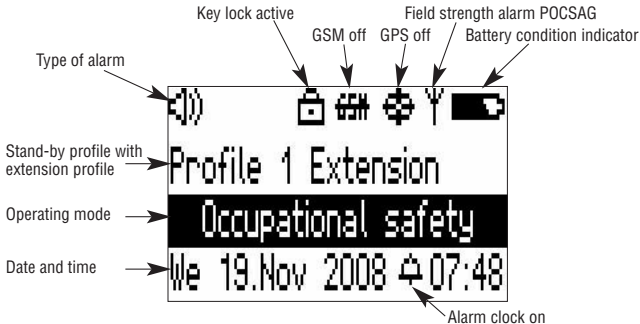 Key lock active
Field strength alarm POCSAG
GSM off
GPS off
Battery condition indicator
Type of alarm
GSM
Stand-by profile with
extension profile
Profile 1 Extension
Operating mode
Occupational safety
Date and time
We 19.Nov 2008 07:48
Alarm clock on